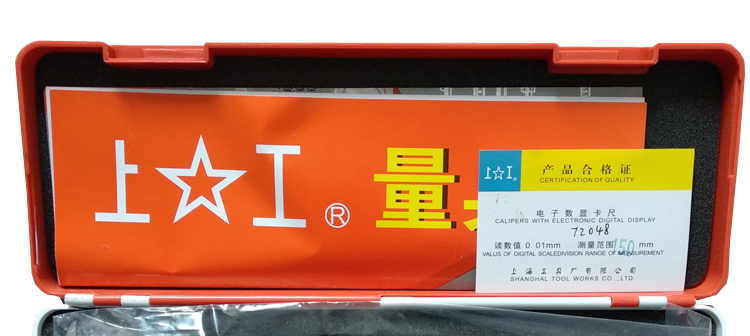 上☆工® 量
上☆工®
产品合格证
CERTIFICATION OF QUALITY
电子数显卡尺
CALIPERS WITH ELECTRONIC DIGITAL DISPLAY
72048
读数值 0.01mm 测量范围 150 mm
VALUS OF DIGITAL SCALEDIVISION RANGE OF MEASUREMENT
上海工具厂有限公司
SHANGHAI TOOL WORKS CO.,LTD.